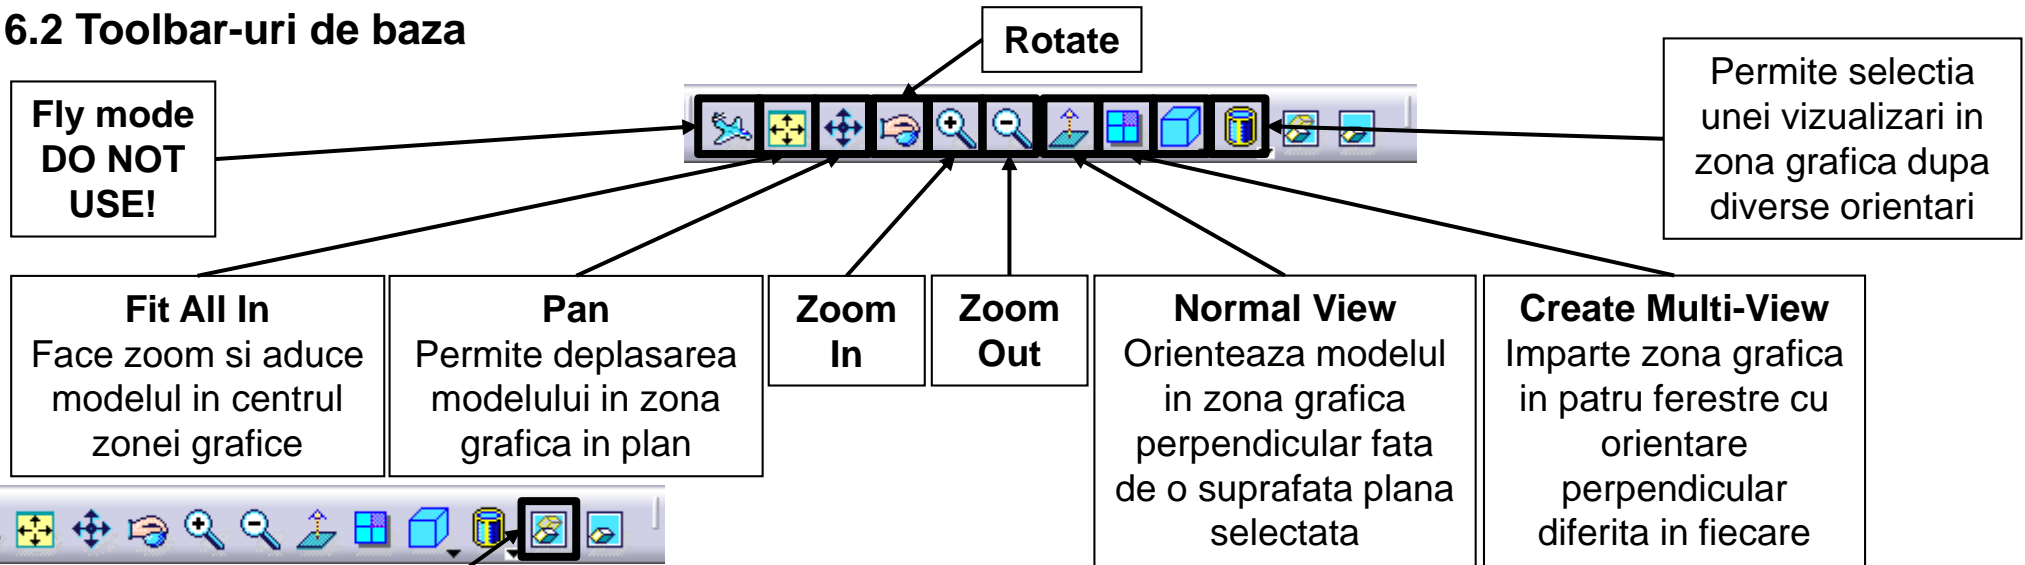 6.2 Toolbar-uri de baza
Rotate
Fly mode
DO NOT
USE!
Permite selectia
unei vizualizari in
zona grafica dupa
diverse orientari
Fit All In
Face zoom si aduce
modelul in centrul
zonei grafice
Pan
Permite deplasarea
modelului in zona
grafica in plan
Zoom
In
Zoom
Out
Normal View
Orienteaza modelul
in zona grafica
perpendicular fata
de o suprafata plana
selectata
Create Multi-View
Imparte zona grafica
in patru ferestre cu
orientare
perpendicular
diferita in fiecare